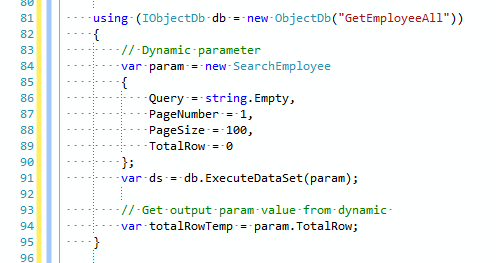 80
81 using (IObjectDb db = new ObjectDb("GetEmployeeAll"))
82 {
83 // Dynamic parameter
84 var param = new SearchEmployee
85 {
86 Query = string.Empty,
87 PageNumber = 1,
88 PageSize = 100,
89 TotalRow = 0
90 };
91 var ds = db.ExecuteDataSet(param);
92
93 // Get output param value from dynamic
94 var totalRowTemp = param.TotalRow;
95 }
96